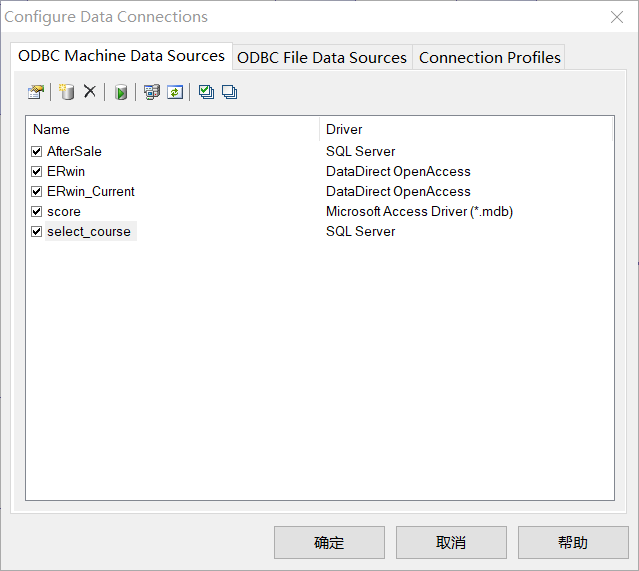 Configure Data Connections
ODBC Machine Data Sources ODBC File Data Sources Connection Profiles
Name Driver
AfterSale SQL Server
ERwin DataDirect OpenAccess
ERwin_Current DataDirect OpenAccess
score Microsoft Access Driver (*.mdb)
select_course SQL Server
确定 取消 帮助